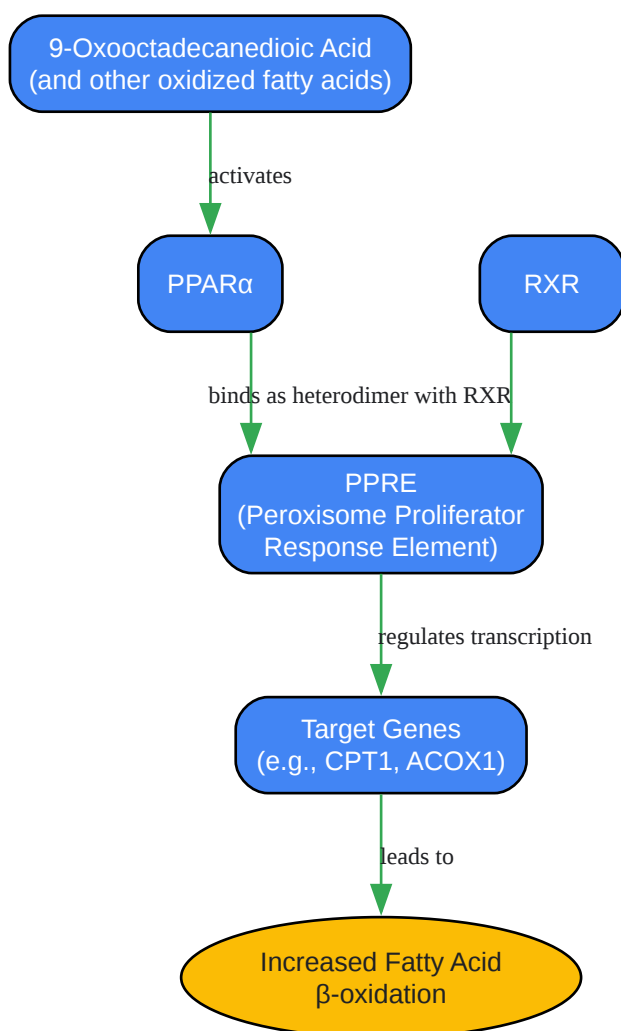 9-Oxooctadecanedioic Acid
(and other oxidized fatty acids)
activates
PPARα
RXR
binds as heterodimer with RXR
PPRE
(Peroxisome Proliferator
Response Element)
regulates transcription
Target Genes
(e.g., CPT1, ACOX1)
leads to
Increased Fatty Acid
β-oxidation